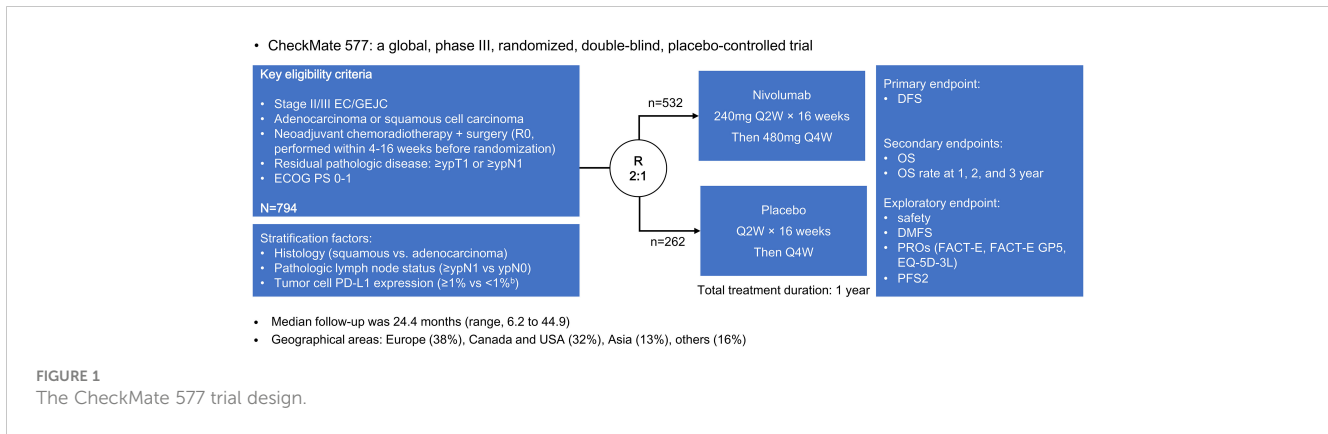 • CheckMate 577: a global, phase III, randomized, double-blind, placebo-controlled trial
Key eligibility criteria
• Stage II/III EC/GEJC
• Adenocarcinoma or squamous cell carcinoma
• Neoadjuvant chemoradiotherapy + surgery (R0,
performed within 4-16 weeks before randomization)
• Residual pathologic disease: ≥ypT1 or ≥ypN1
• ECOG PS 0-1
N=794
Stratification factors:
• Histology (squamous vs. adenocarcinoma)
• Pathologic lymph node status (≥ypN1 vs ypN0)
• Tumor cell PD-L1 expression (≥1% vs <1%ᵇ)
R
2:1
n=532
n=262
Nivolumab
240mg Q2W × 16 weeks
Then 480mg Q4W
Placebo
Q2W × 16 weeks
Then Q4W
Total treatment duration: 1 year
Primary endpoint:
• DFS
Secondary endpoints:
• OS
• OS rate at 1, 2, and 3 year
Exploratory endpoint:
• safety
• DMFS
• PROs (FACT-E, FACT-E GP5,
EQ-5D-3L)
• PFS2
• Median follow-up was 24.4 months (range, 6.2 to 44.9)
• Geographical areas: Europe (38%), Canada and USA (32%), Asia (13%), others (16%)
FIGURE 1
The CheckMate 577 trial design.